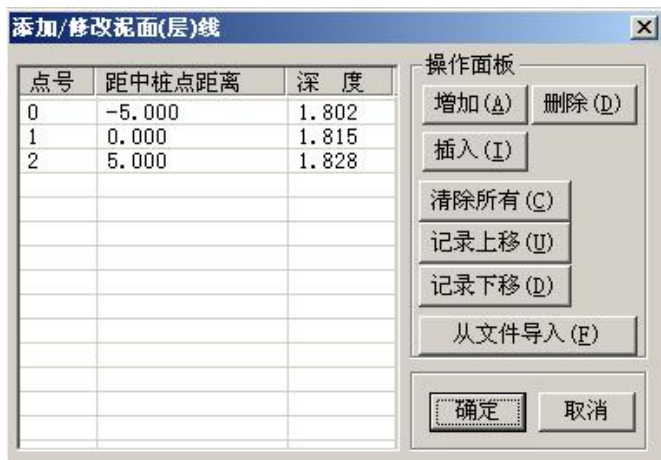 添加/修改泥面(层)线
点号 距中桩点距离 深 度
0 -5.000 1.802
1 0.000 1.815
2 5.000 1.828
操作面板
增加(A) 删除(D)
插入(I)
清除所有(C)
记录上移(U)
记录下移(D)
从文件导入(F)
确定 取消